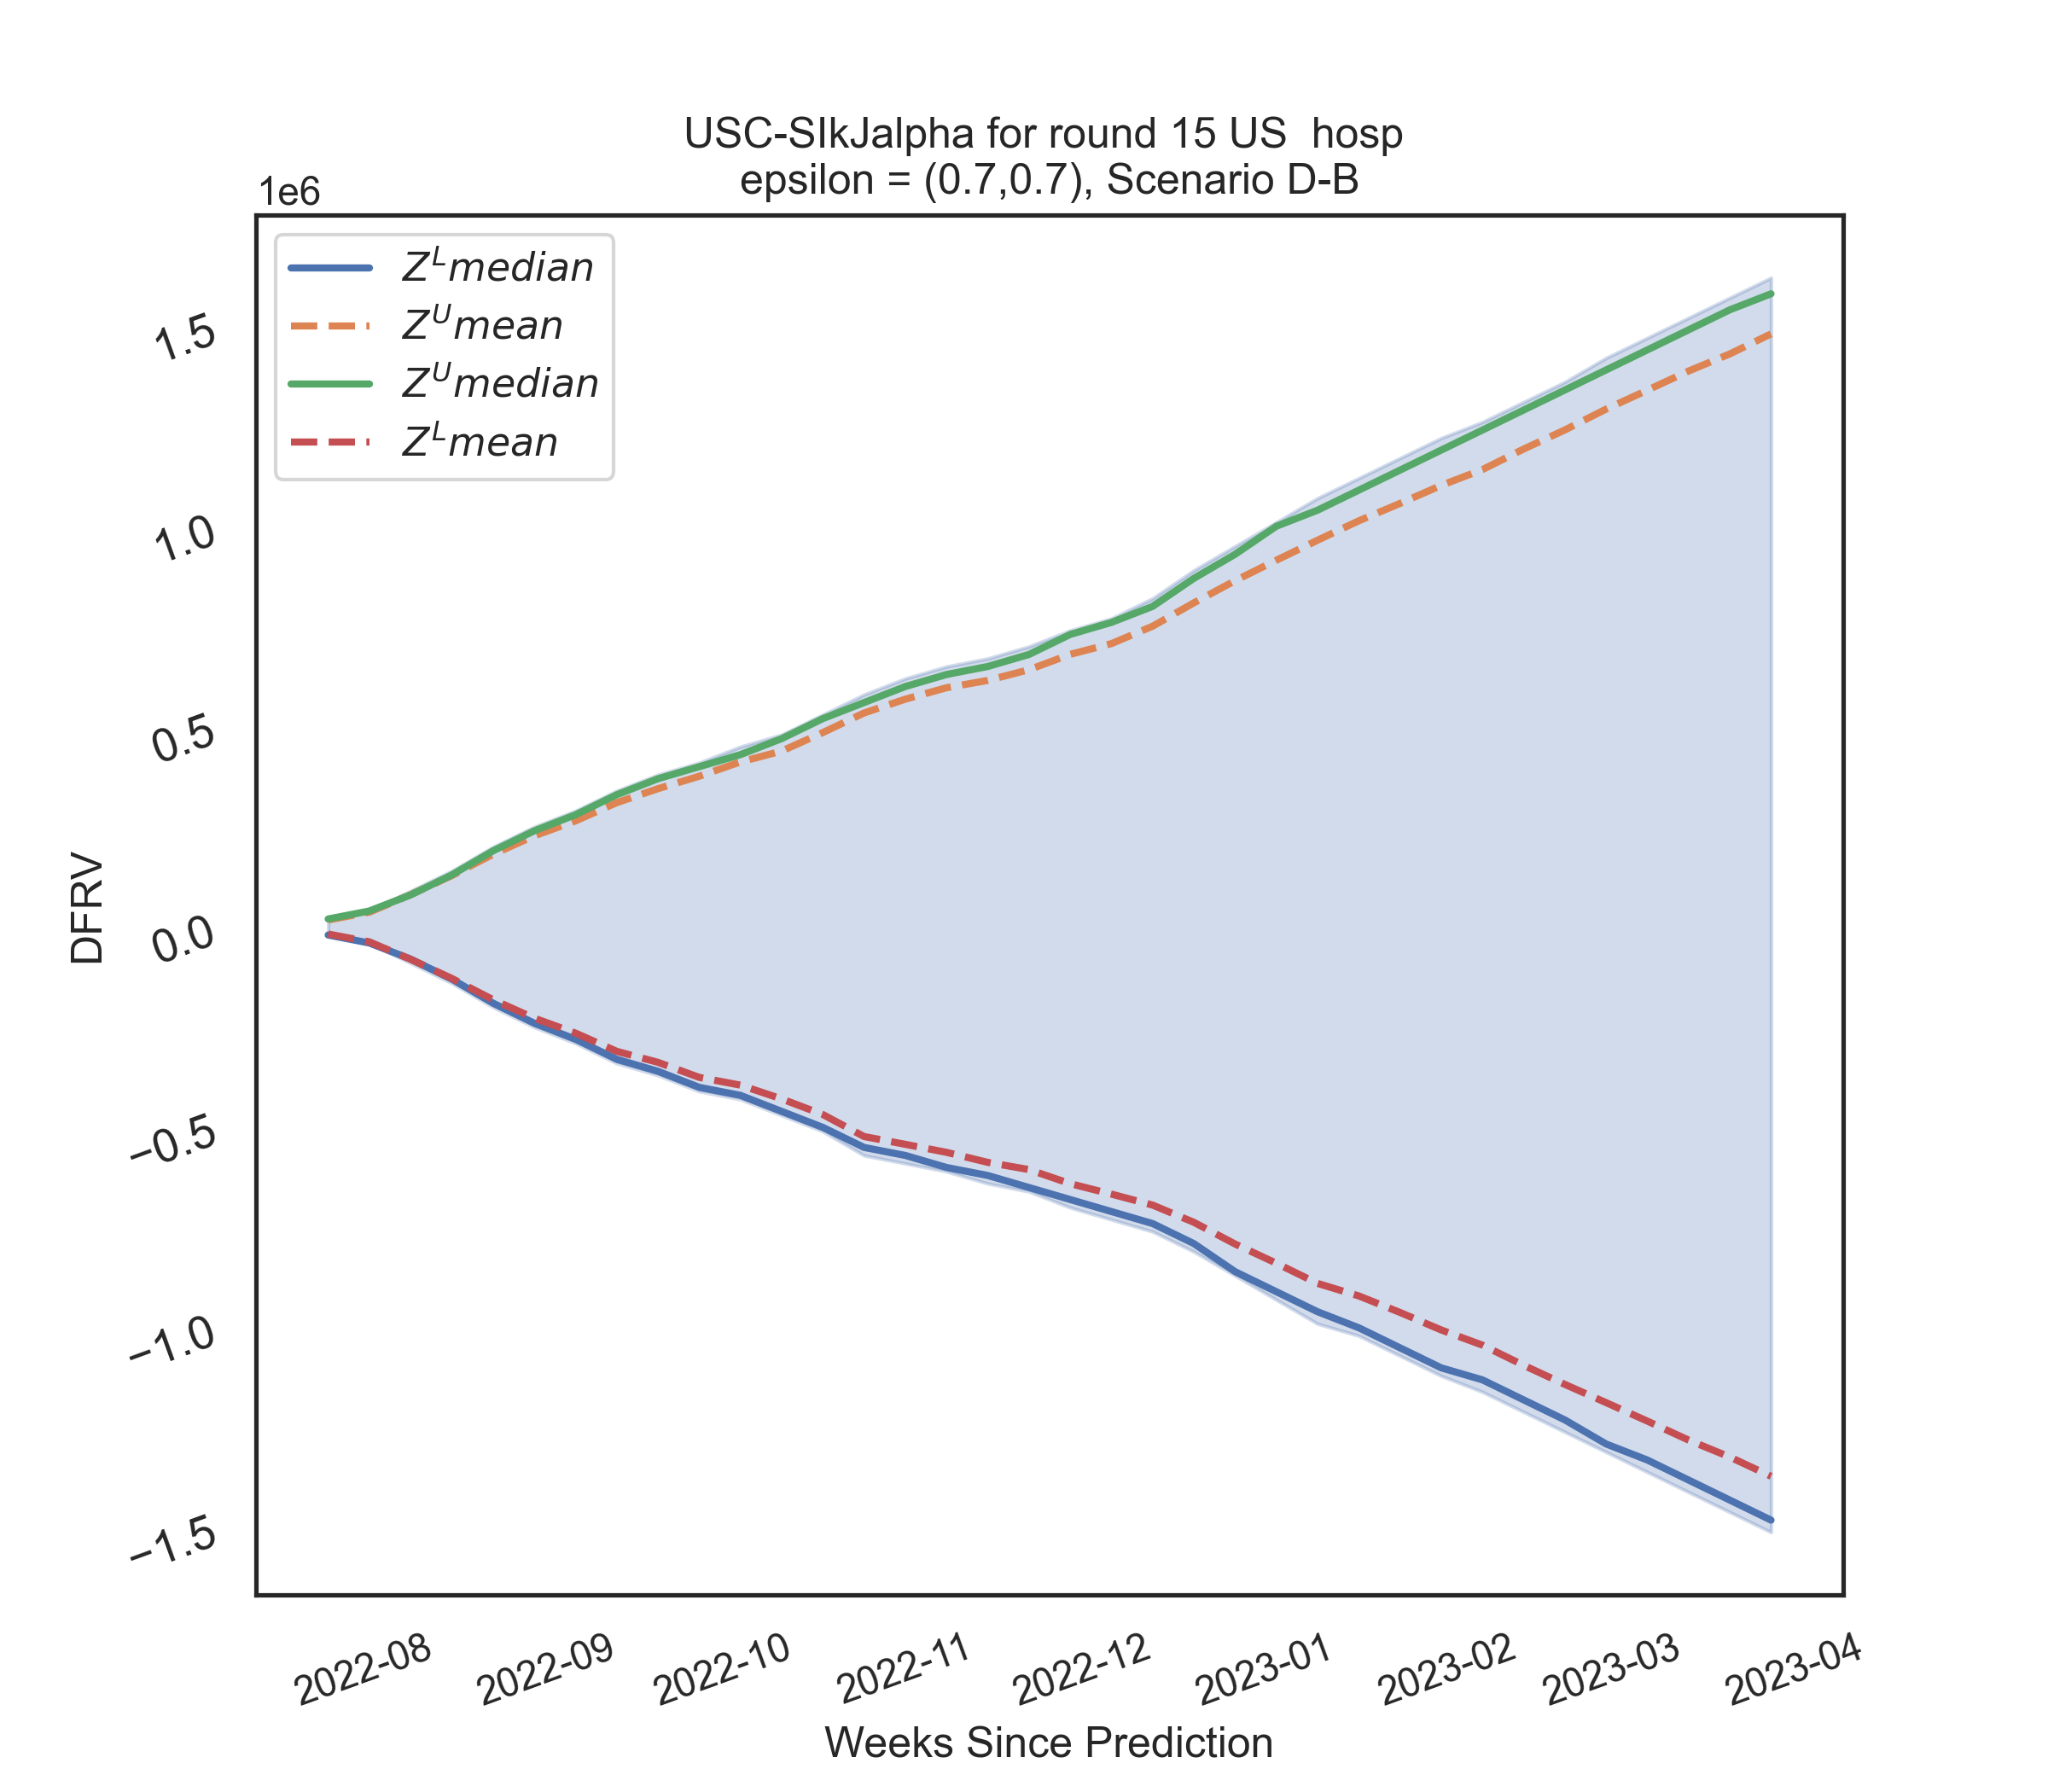 USC-SIkJalpha for round 15 US  hosp
epsilon = (0.7,0.7), Scenario D-B
1e6
Z^L median
Z^U mean
Z^U median
Z^L mean
1.5
1.0
0.5
0.0
−0.5
−1.0
−1.5
DFRV
2022-08 2022-09 2022-10 2022-11 2022-12 2023-01 2023-02 2023-03 2023-04
Weeks Since Prediction